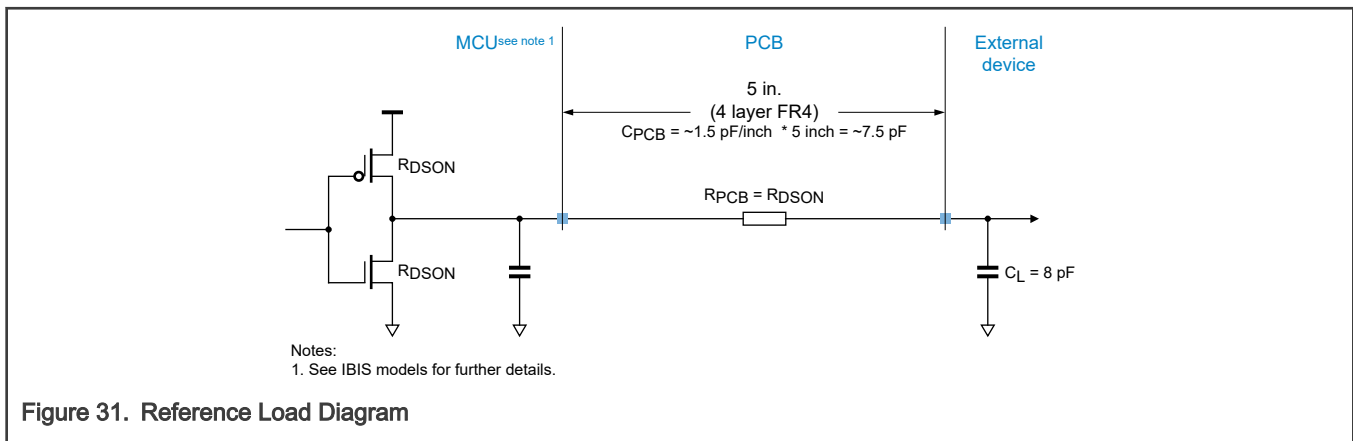 MCU see note 1
PCB
External
device
5 in.
(4 layer FR4)
CPCB = ~1.5 pF/inch * 5 inch = ~7.5 pF
RDSON
RPCB = RDSON
RDSON
CL = 8 pF
Notes:
1. See IBIS models for further details.
Figure 31. Reference Load Diagram